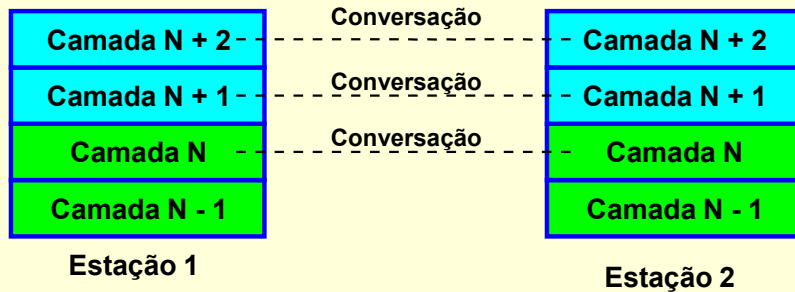 Conversação
Camada N + 2
Camada N + 2
Conversação
Camada N + 1
Camada N + 1
Conversação
Camada N
Camada N
Camada N - 1
Camada N - 1
Estação 1
Estação 2